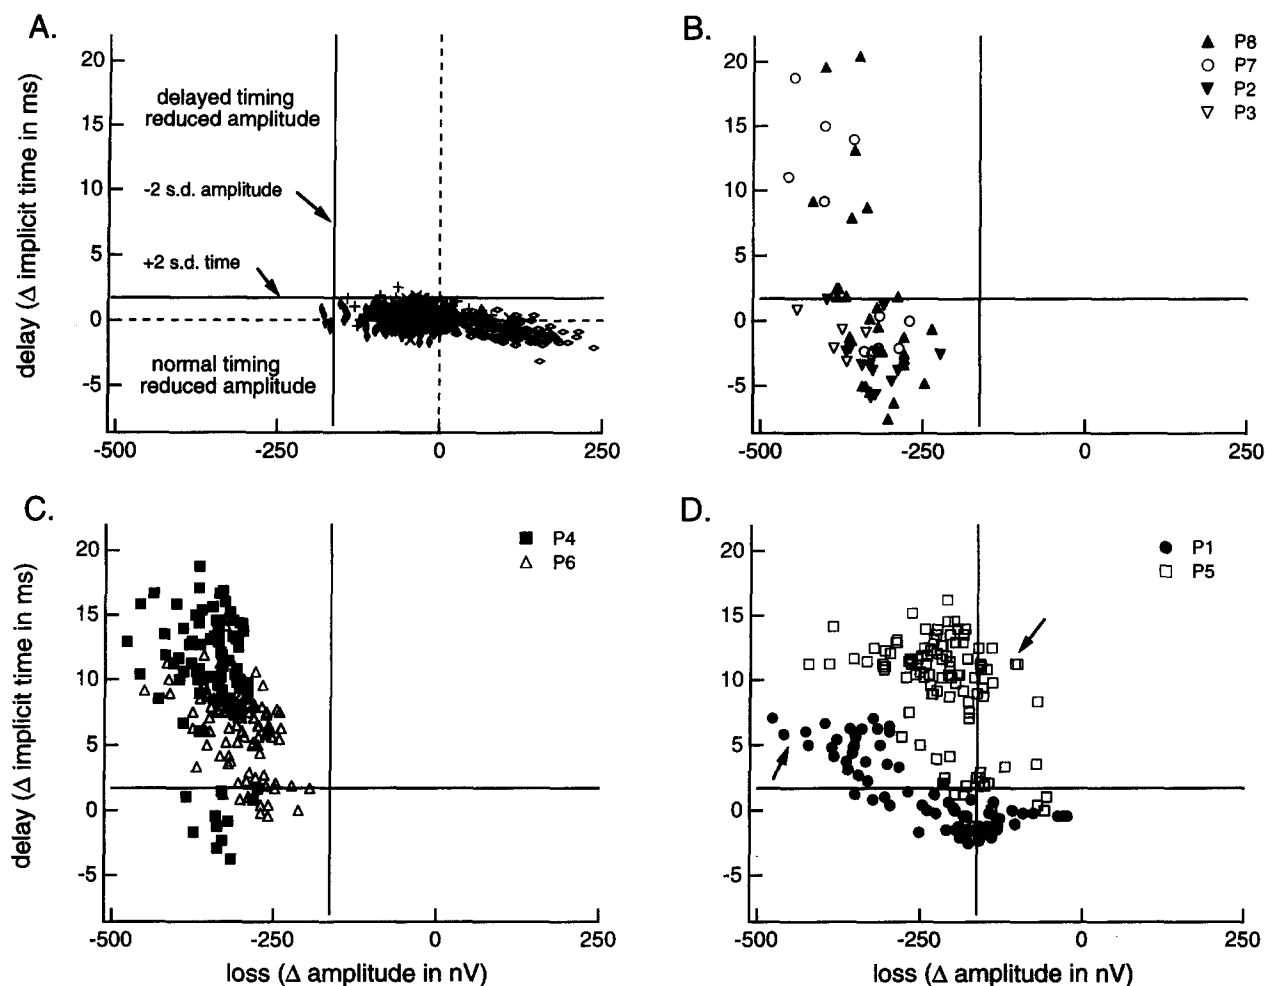 A.
delay (Δ implicit time in ms)
20
15
10
5
0
-5
delayed timing
reduced amplitude
-2 s.d. amplitude
+2 s.d. time
normal timing
reduced amplitude
-500
-250
0
250
B.
20
15
10
5
0
-5
P8
P7
P2
P3
-500
-250
0
250
C.
delay (Δ implicit time in ms)
20
15
10
5
0
-5
P4
P6
-500
-250
0
250
loss (Δ amplitude in nV)
D.
20
15
10
5
0
-5
P1
P5
-500
-250
0
250
loss (Δ amplitude in nV)